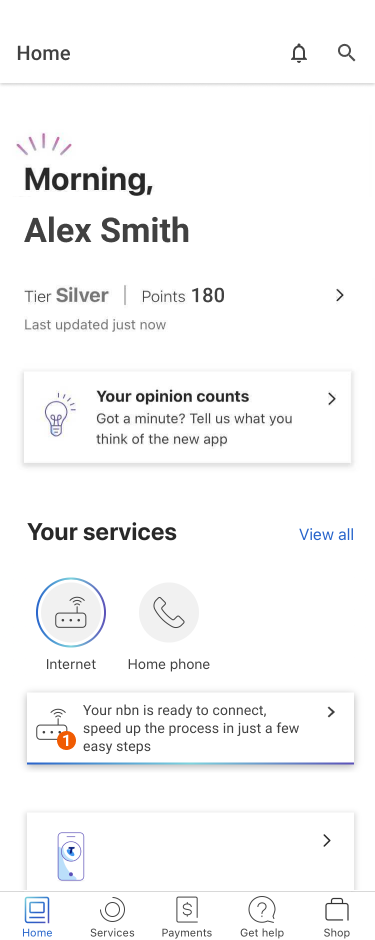 Home
Morning,
Alex Smith
Tier Silver | Points 180
Last updated just now
Your opinion counts
Got a minute? Tell us what you
think of the new app
Your services
View all
Internet
Home phone
Your nbn is ready to connect,
speed up the process in just a few
easy steps
1
Home
Services
Payments
Get help
Shop